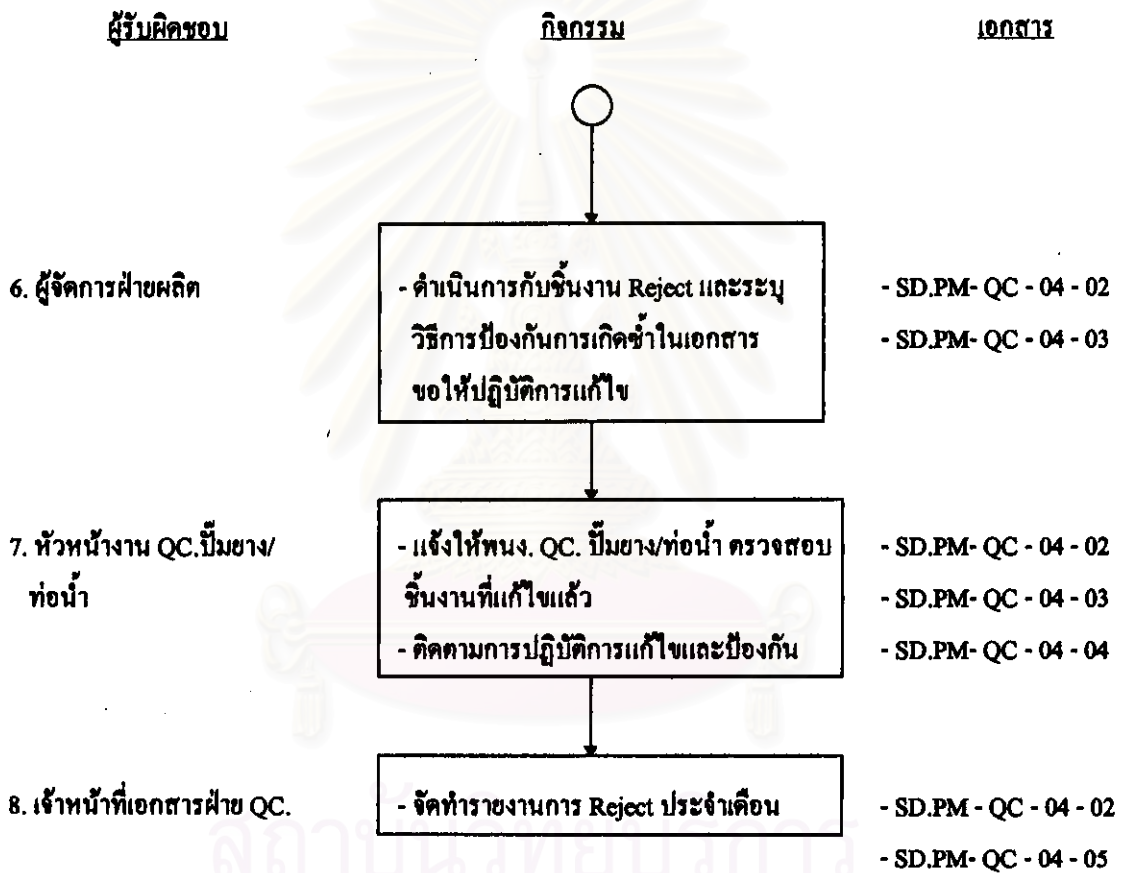 ผู้รับผิดชอบ กิจกรรม เอกสาร
6. ผู้จัดการฝ่ายผลิต
- ดำเนินการกับชิ้นงาน Reject และระบุ
วิธีการป้องกันการเกิดซ้ำในเอกสาร
ขอให้ปฏิบัติการแก้ไข
- SD.PM- QC - 04 - 02
- SD.PM- QC - 04 - 03
7. หัวหน้างาน QC.ปั๊มยาง/
ท่อน้ำ
- แจ้งให้พนง. QC. ปั๊มยาง/ท่อน้ำ ตรวจสอบ
ชิ้นงานที่แก้ไขแล้ว
- ติดตามการปฏิบัติการแก้ไขและป้องกัน
- SD.PM- QC - 04 - 02
- SD.PM- QC - 04 - 03
- SD.PM- QC - 04 - 04
8. เจ้าหน้าที่เอกสารฝ่าย QC.
- จัดทำรายงานการ Reject ประจำเดือน
- SD.PM - QC - 04 - 02
- SD.PM- QC - 04 - 05
สถาบันวิทยบริการ